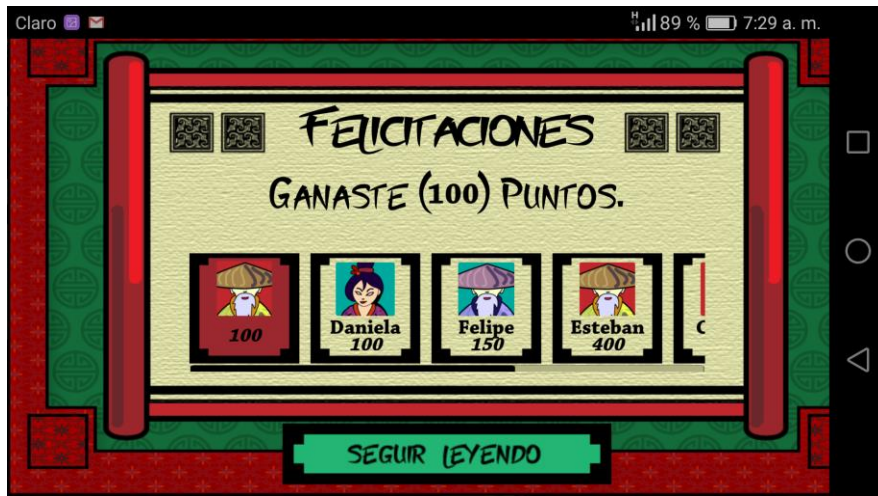 Claro 89 % 7:29 a. m.
FELICITACIONES
GANASTE (100) PUNTOS.
100
Daniela
100
Felipe
150
Esteban
400
SEGUIR LEYENDO